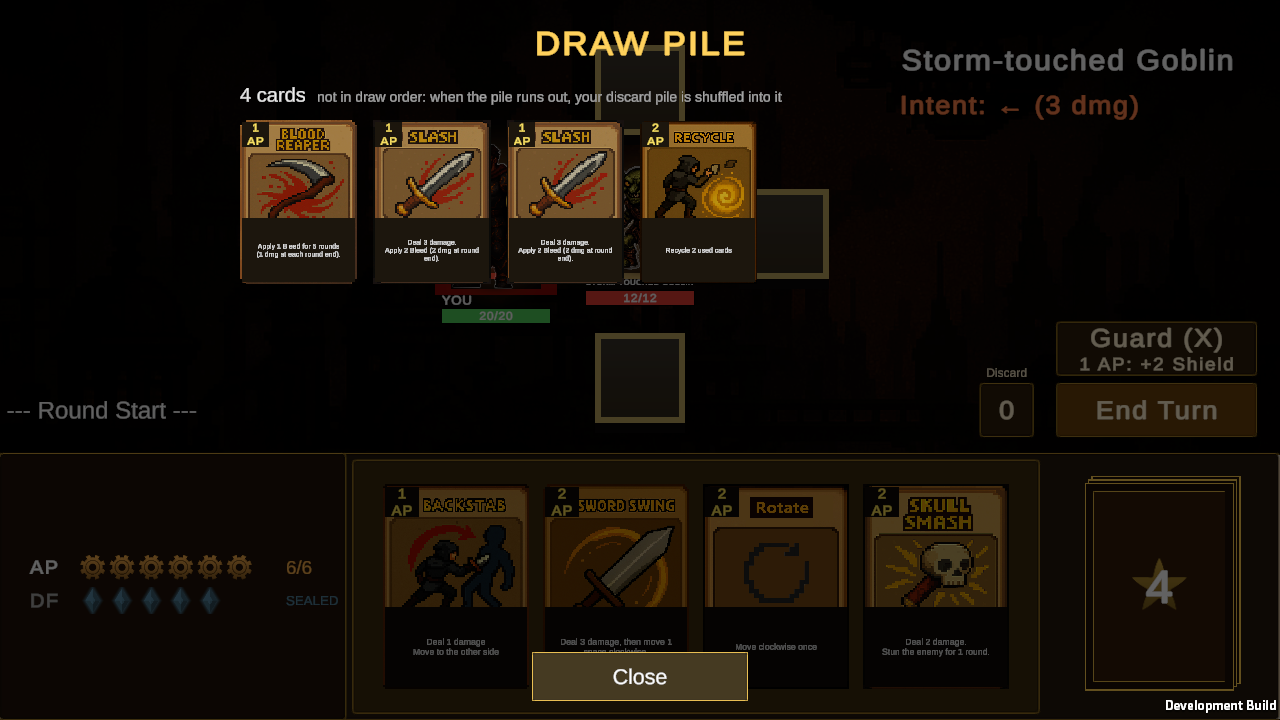 DRAW PILE
Storm-touched Goblin
Intent: ← (3 dmg)
4 cards not in draw order: when the pile runs out, your discard pile is shuffled into it
1 AP
BLOOD REAPER
Apply 1 Bleed for 5 rounds
(1 dmg at each round end).
1 AP
SLASH
Deal 3 damage.
Apply 2 Bleed (2 dmg at round
end).
1 AP
SLASH
Deal 3 damage.
Apply 2 Bleed (2 dmg at round
end).
2 AP
RECYCLE
Recycle 2 used cards
YOU
20/20
12/12
Guard (X)
1 AP: +2 Shield
Discard
0
End Turn
--- Round Start ---
AP 6/6
DF SEALED
1 AP
BACKSTAB
Deal 1 damage
Move to the other side
2 AP
SWORD SWING
Deal 3 damage, then move 1
2 AP
Rotate
Move clockwise once
2 AP
SKULL SMASH
Deal 2 damage.
Stun the enemy for 1 round.
4
Close
Development Build